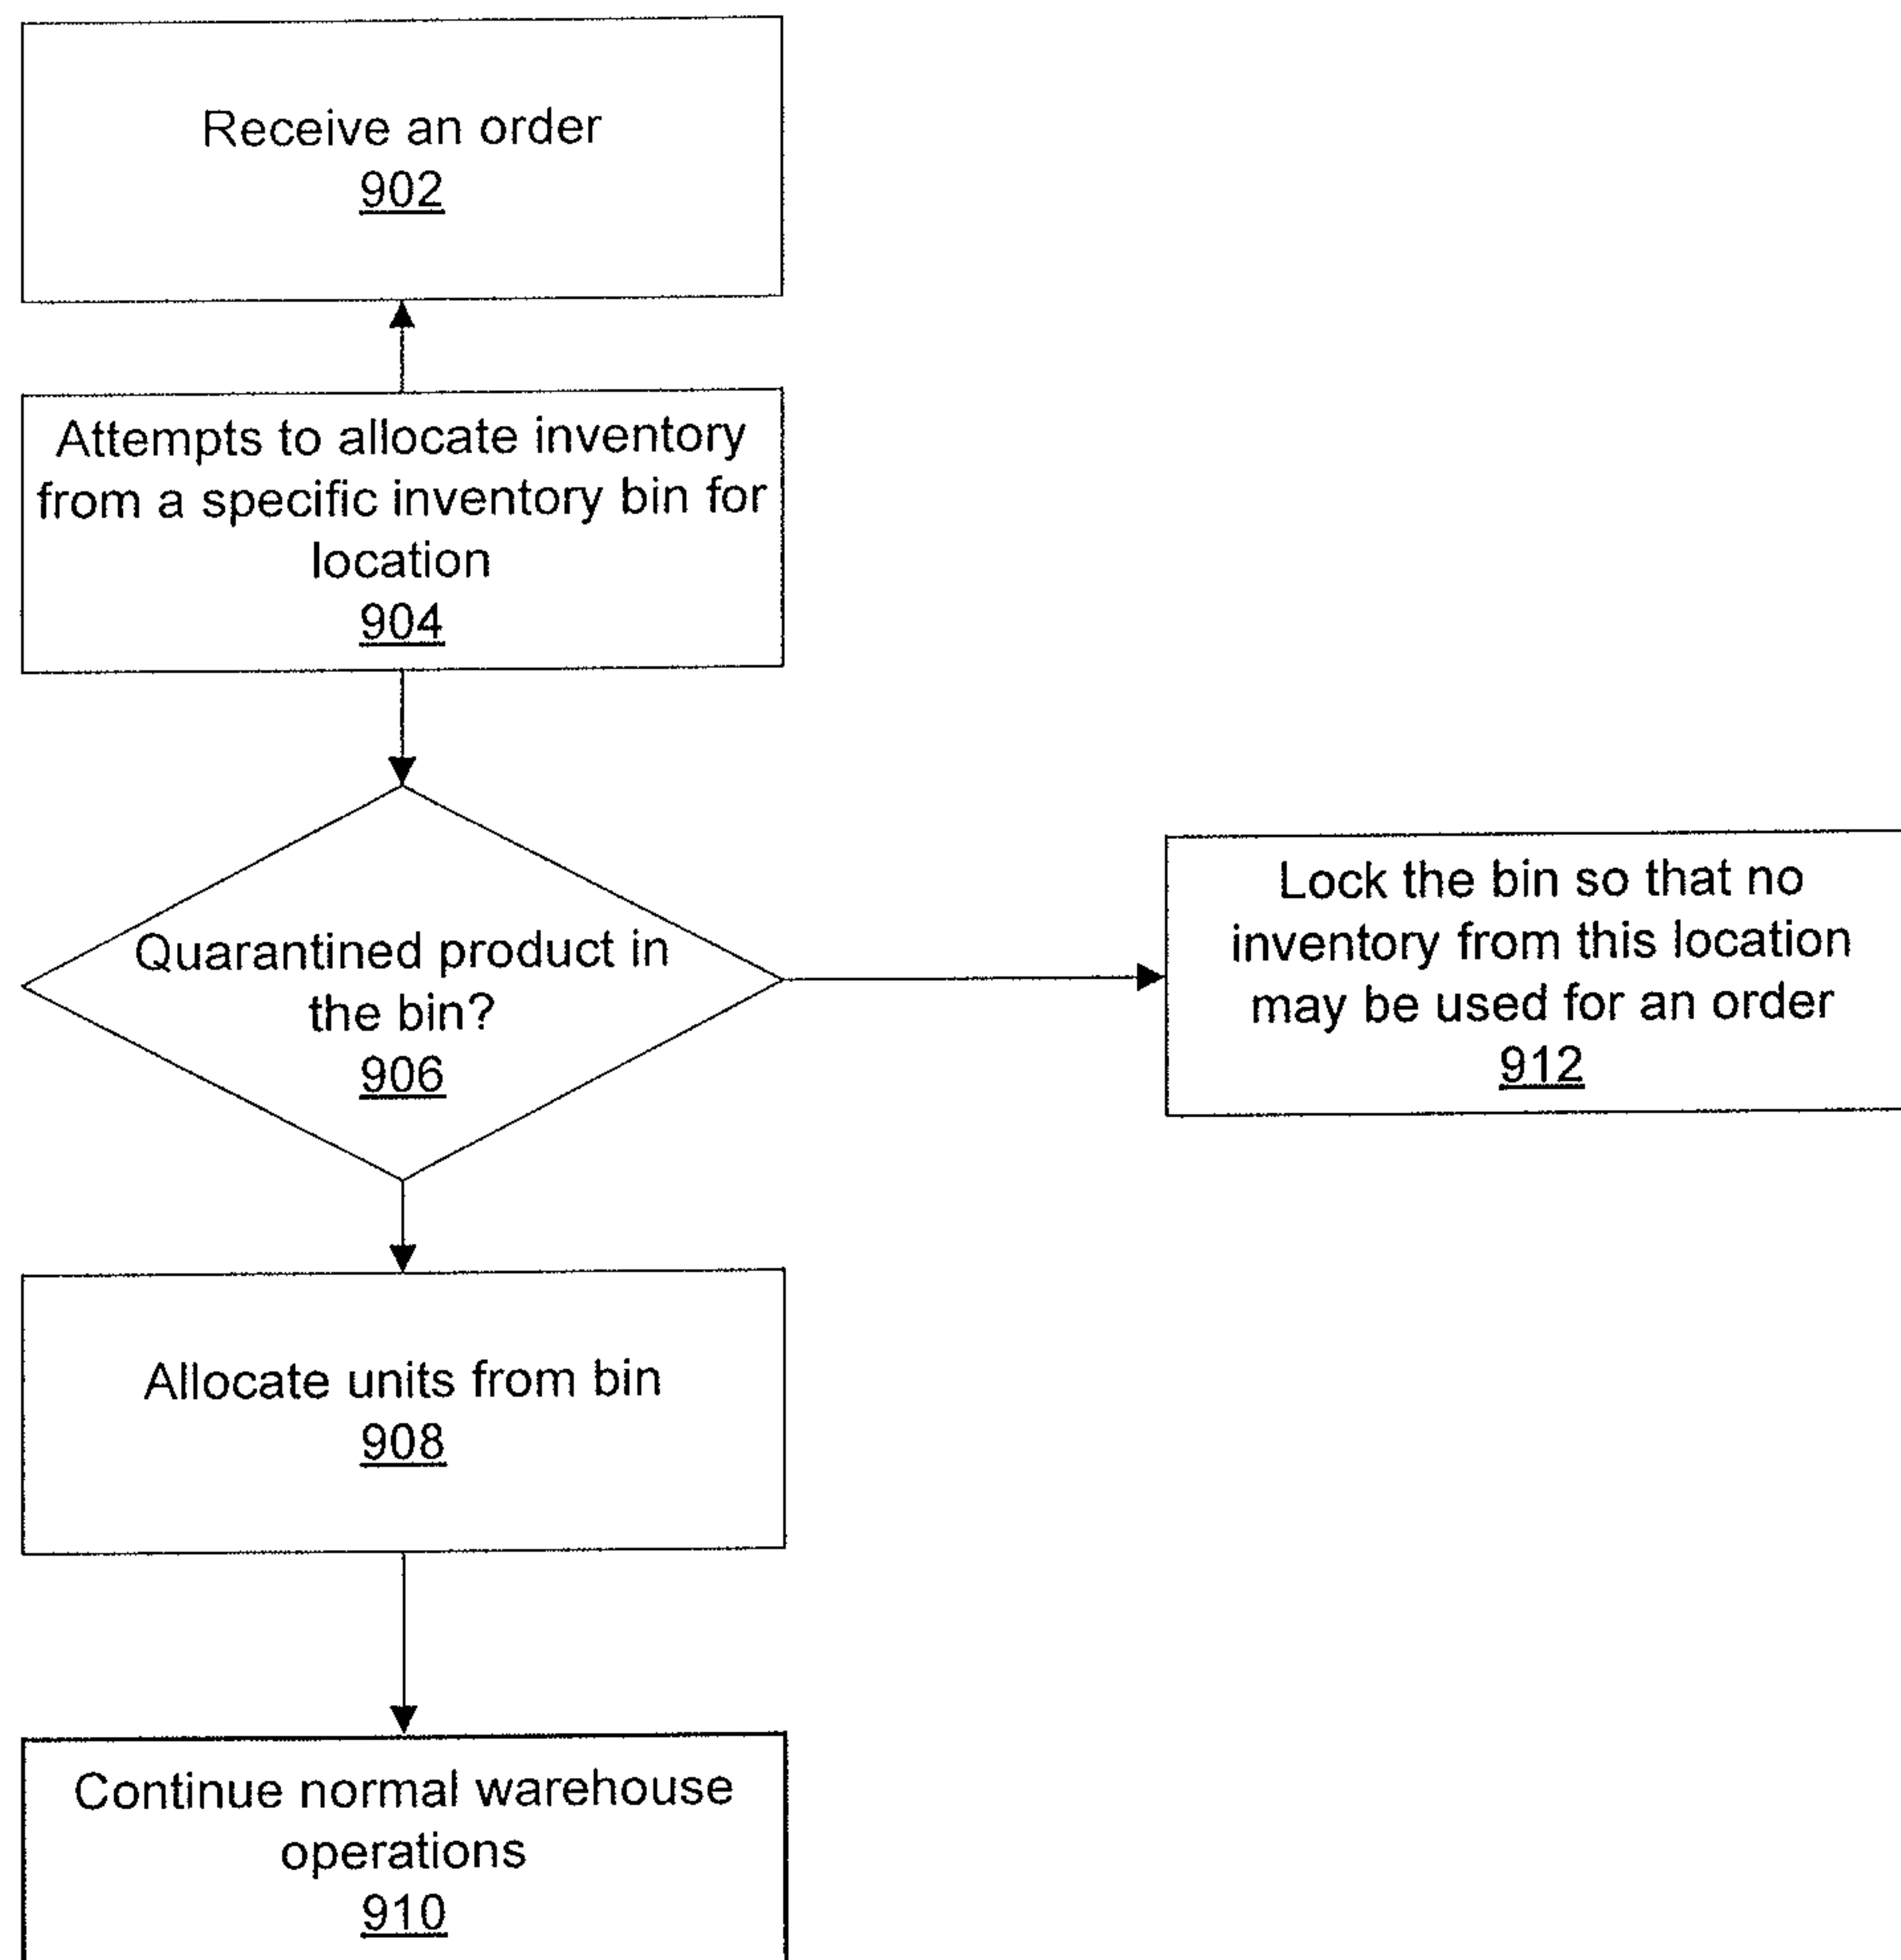 Receive an order
902
Attempts to allocate inventory
from a specific inventory bin for
location
904
Quarantined product in
the bin?
906
Lock the bin so that no
inventory from this location
may be used for an order
912
Allocate units from bin
908
Continue normal warehouse
operations
910